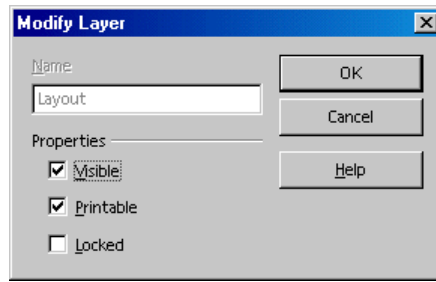 Modify Layer
Name
Layout
Properties
Visible
Printable
Locked
OK
Cancel
Help